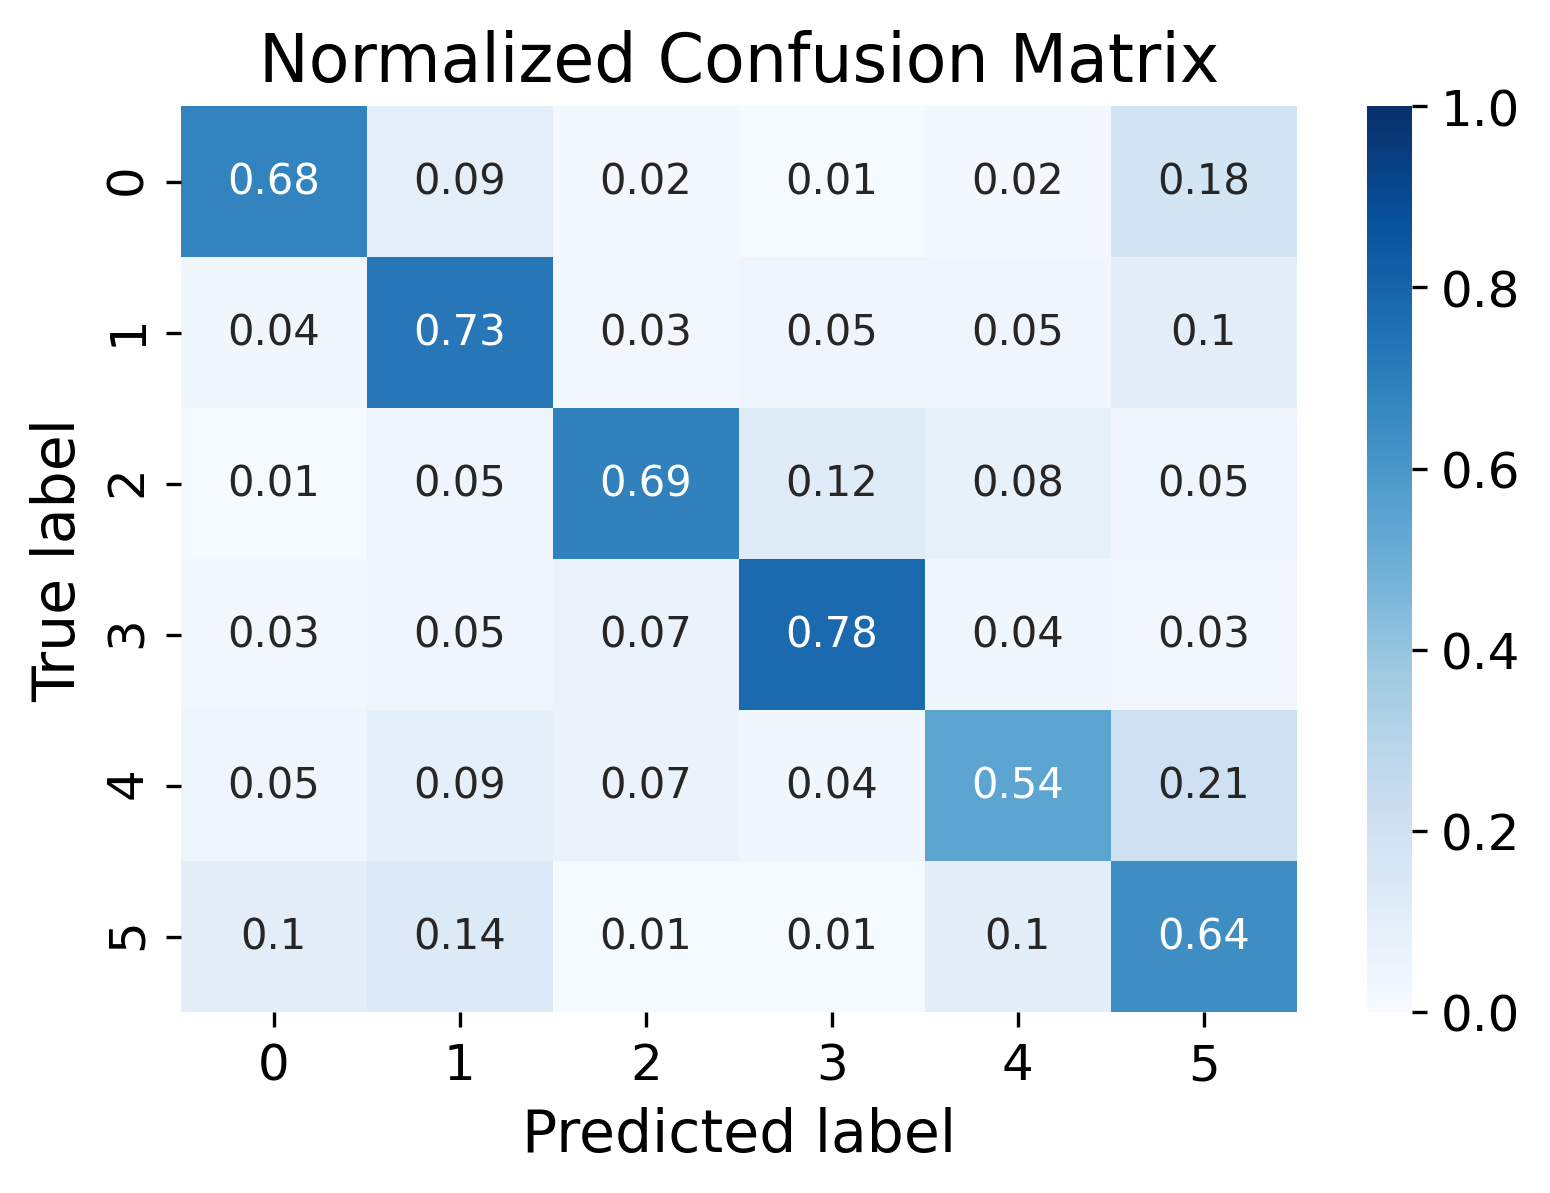 Normalized Confusion Matrix
True label
0 0.68 0.09 0.02 0.01 0.02 0.18
1 0.04 0.73 0.03 0.05 0.05 0.1
2 0.01 0.05 0.69 0.12 0.08 0.05
3 0.03 0.05 0.07 0.78 0.04 0.03
4 0.05 0.09 0.07 0.04 0.54 0.21
5 0.1 0.14 0.01 0.01 0.1 0.64
0 1 2 3 4 5
Predicted label
1.0
0.8
0.6
0.4
0.2
0.0